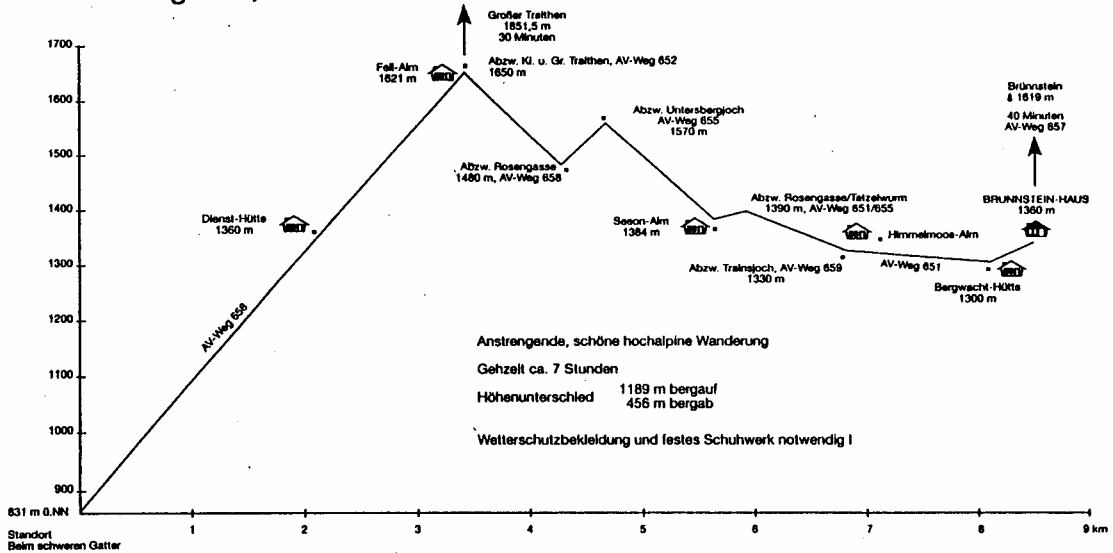 Großer Traithen
1851,5 m
30 Minuten
1700
1600
1500
1400
1300
1200
1100
1000
900
Fell-Alm
1621 m
Abzw. Kl. u. Gr. Traithen, AV-Weg 652
1650 m
Abzw. Untersbergjoch
AV-Weg 655
1570 m
Brünnstein
1619 m
40 Minuten
AV-Weg 657
Abzw. Rosengasse
1480 m, AV-Weg 658
Dienst-Hütte
1360 m
Seeon-Alm
1384 m
Abzw. Rosengasse/Tatzelwurm
1390 m, AV-Weg 651/655
Himmelmoos-Alm
BRUNNSTEIN-HAUS
1360 m
Abzw. Trainsjoch, AV-Weg 659
1330 m
AV-Weg 651
Bergwacht-Hütte
1300 m
AV-Weg 658
Anstrengende, schöne hochalpine Wanderung
Gehzeit ca. 7 Stunden
Höhenunterschied 1189 m bergauf
456 m bergab
Wetterschutzbekleidung und festes Schuhwerk notwendig !
831 m ü.NN
1 2 3 4 5 6 7 8 9 km
Standort
Beim schweren Gatter